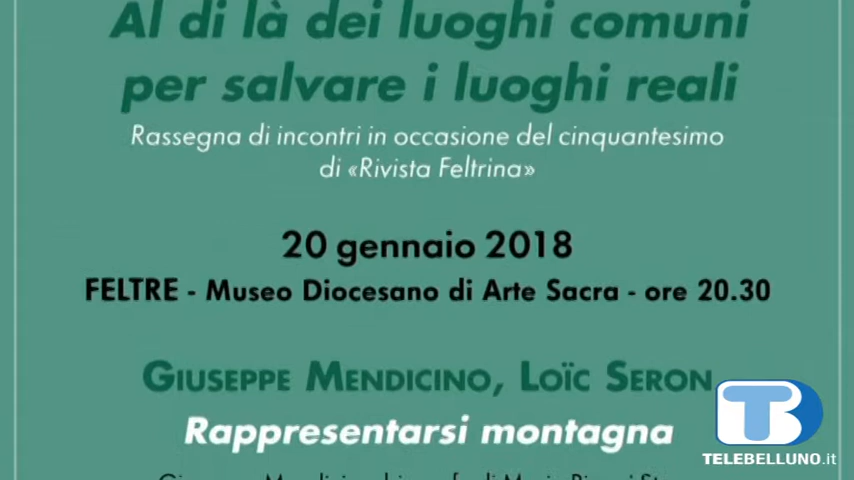 Al di là dei luoghi comuni
per salvare i luoghi reali
Rassegna di incontri in occasione del cinquantesimo
di «Rivista Feltrina»
20 gennaio 2018
FELTRE - Museo Diocesano di Arte Sacra - ore 20.30
GIUSEPPE MENDICINO, LOÏC SERON
Rappresentarsi montagna
TB
TELEBELLUNO.it